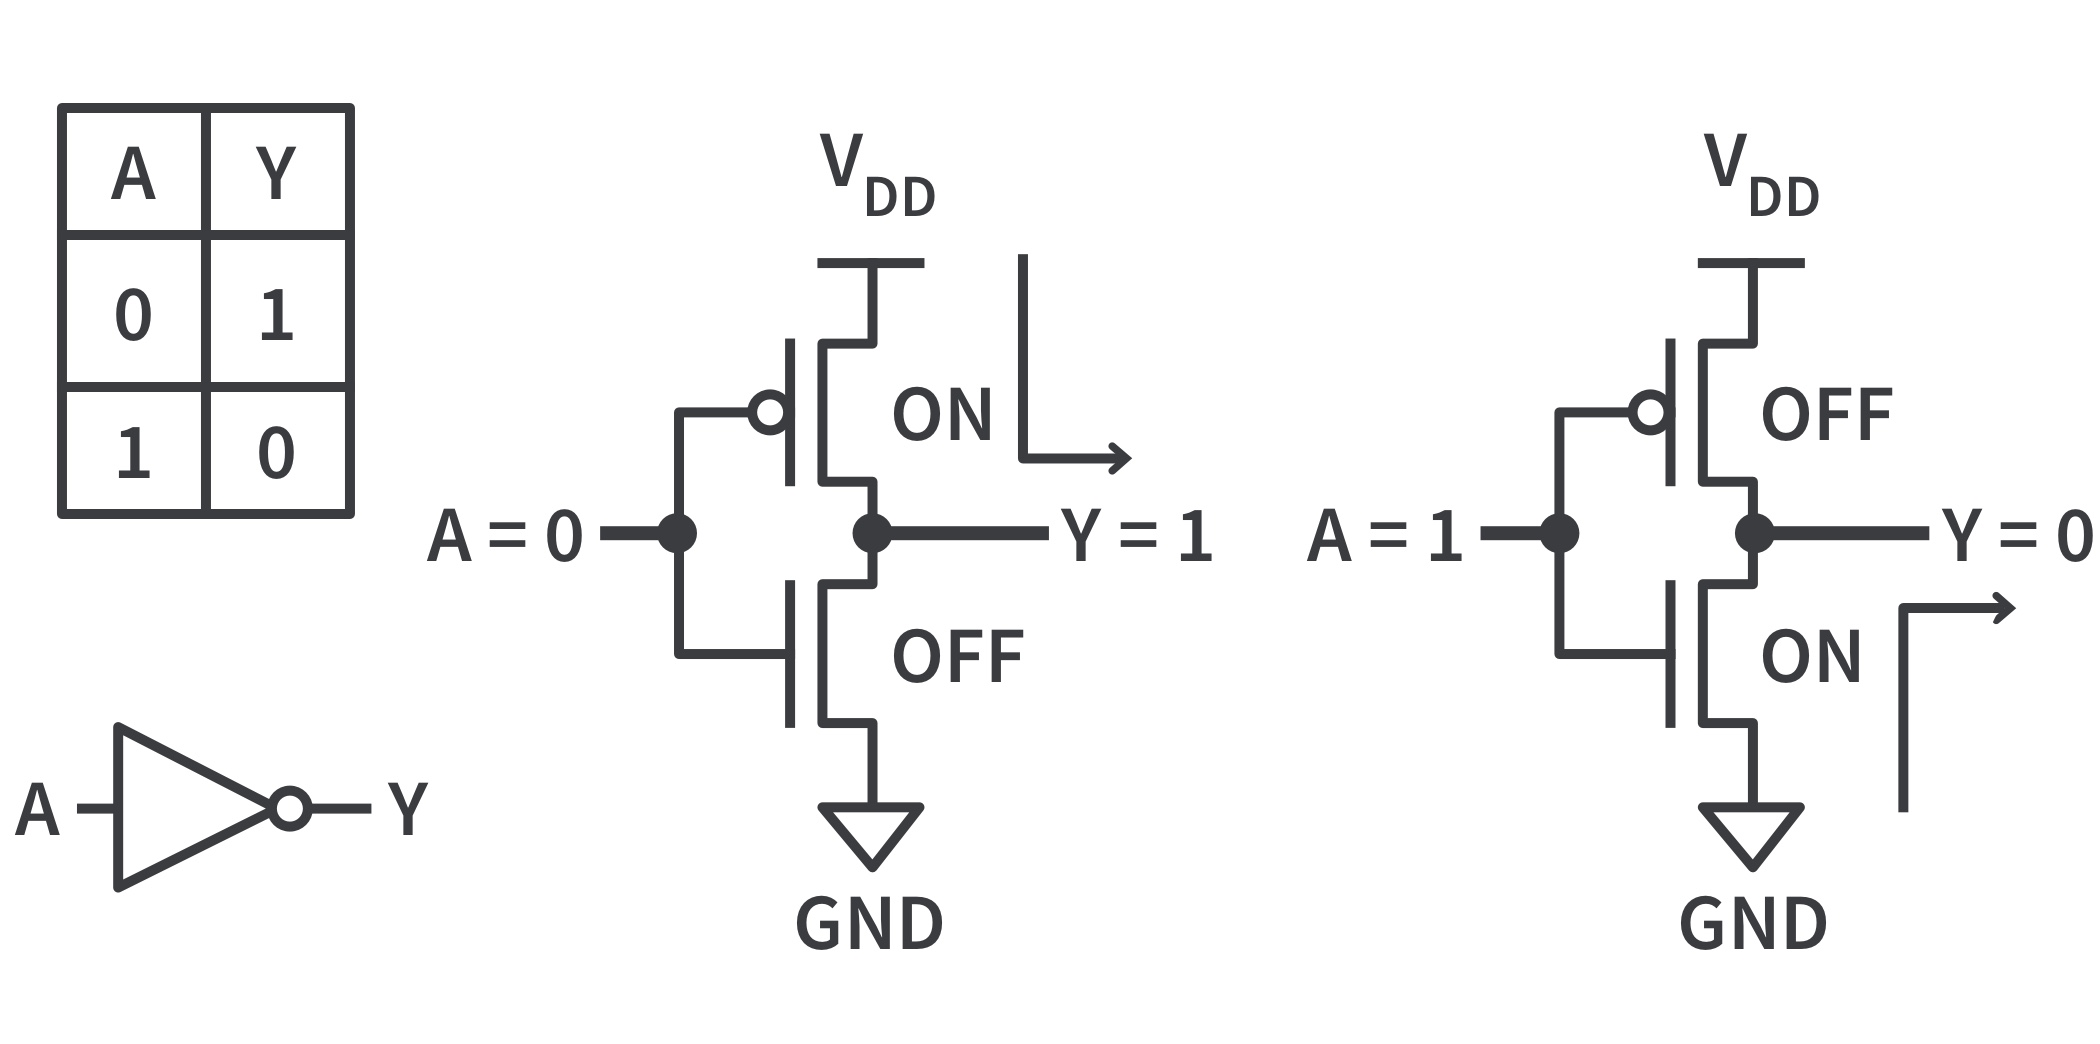 A Y
0 1
1 0
A Y
VDD
ON
A = 0 Y = 1
OFF
GND
VDD
OFF
A = 1 Y = 0
ON
GND